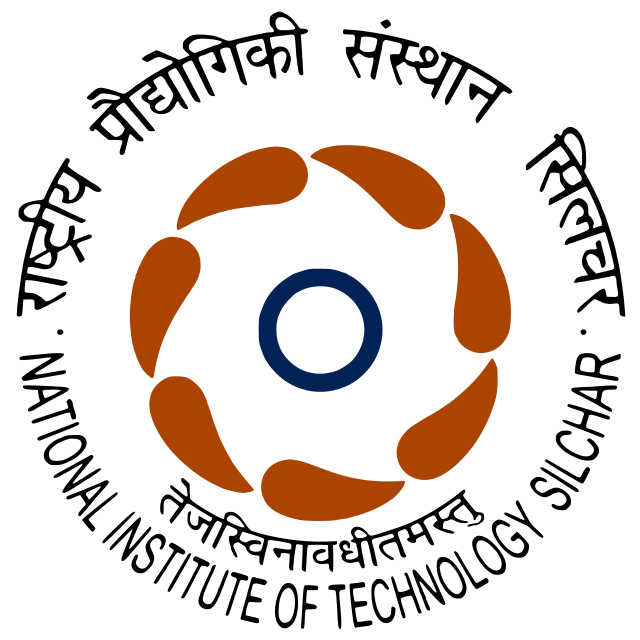 राष्ट्रीय प्रौद्योगिकी संस्थान सिलचर
तेजस्विनावधीतमस्तु
· NATIONAL INSTITUTE OF TECHNOLOGY SILCHAR ·